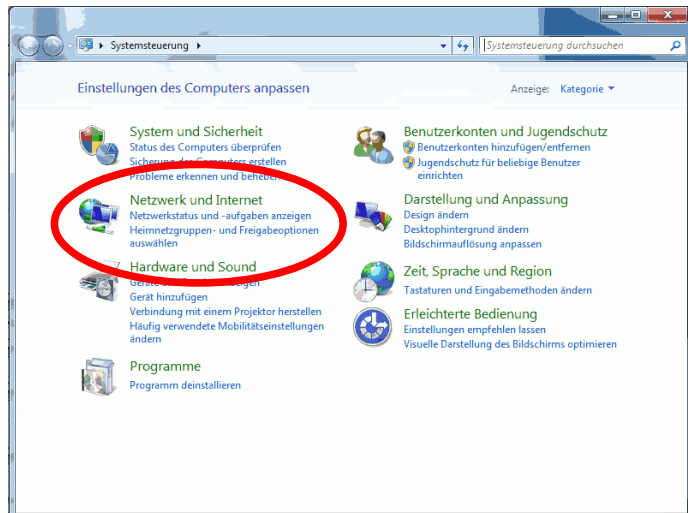 Systemsteuerung
Systemsteuerung durchsuchen
Einstellungen des Computers anpassen
Anzeige: Kategorie
System und Sicherheit
Status des Computers überprüfen
Sicherung des Computers erstellen
Probleme erkennen und beheben
Netzwerk und Internet
Netzwerkstatus und -aufgaben anzeigen
Heimnetzgruppen- und Freigabeoptionen
auswählen
Hardware und Sound
Geräte und Drucker anzeigen
Gerät hinzufügen
Verbindung mit einem Projektor herstellen
Häufig verwendete Mobilitätseinstellungen
ändern
Programme
Programm deinstallieren
Benutzerkonten und Jugendschutz
Benutzerkonten hinzufügen/entfernen
Jugendschutz für beliebige Benutzer
einrichten
Darstellung und Anpassung
Design ändern
Desktophintergrund ändern
Bildschirmauflösung anpassen
Zeit, Sprache und Region
Tastaturen und Eingabemethoden ändern
Erleichterte Bedienung
Einstellungen empfehlen lassen
Visuelle Darstellung des Bildschirms optimieren